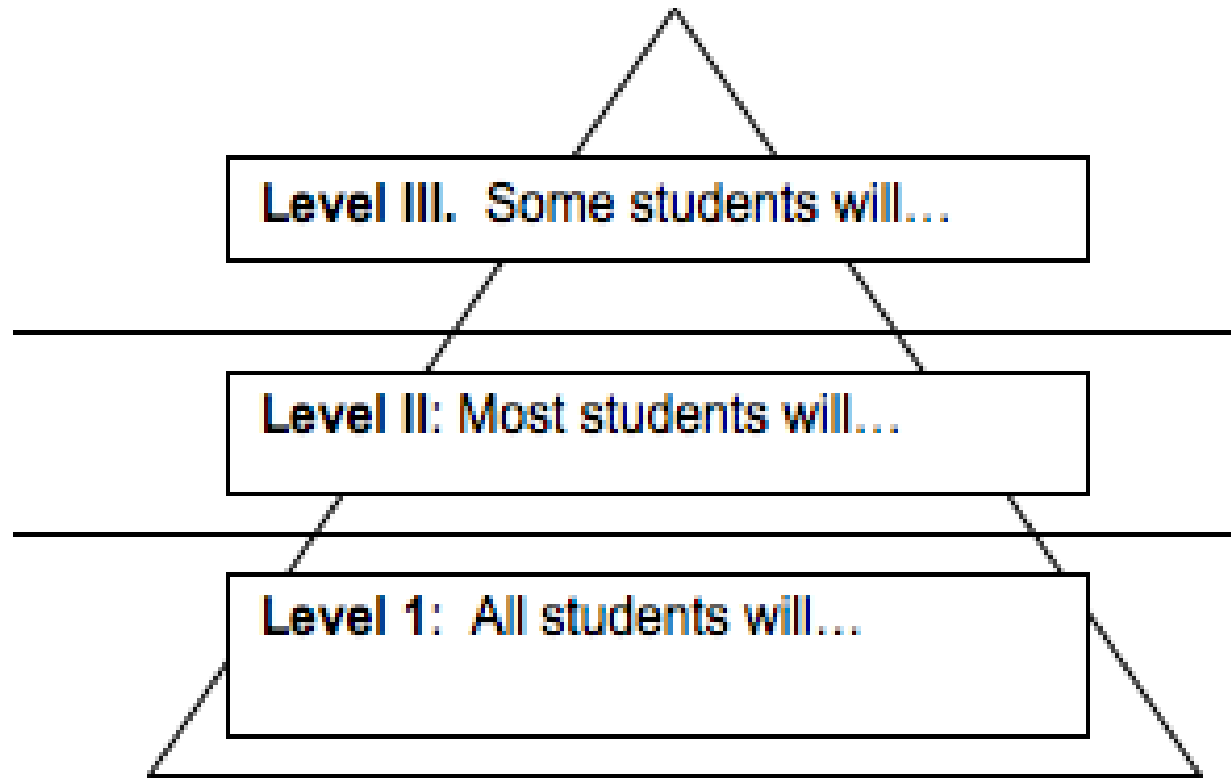 Level III.  Some students will…
Level II: Most students will…
Level 1:  All students will…